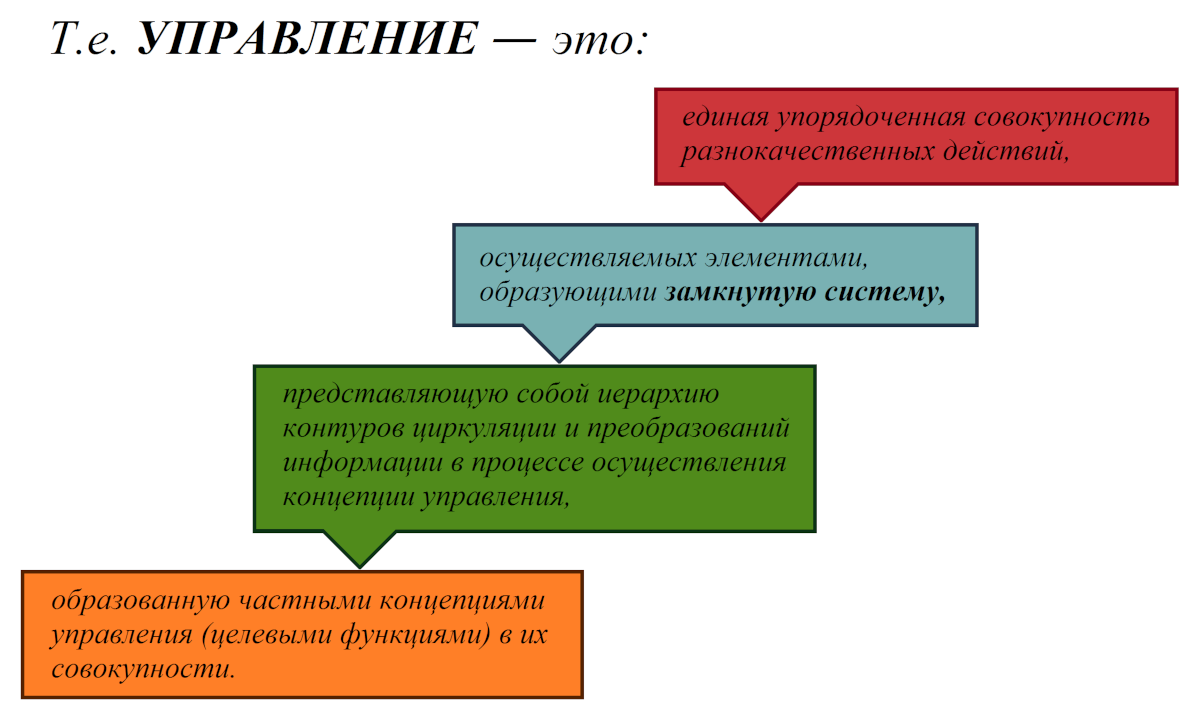 Т.е. УПРАВЛЕНИЕ — это:
единая упорядоченная совокупность
разнокачественных действий,
осуществляемых элементами,
образующими замкнутую систему,
представляющую собой иерархию
контуров циркуляции и преобразований
информации в процессе осуществления
концепции управления,
образованную частными концепциями
управления (целевыми функциями) в их
совокупности.